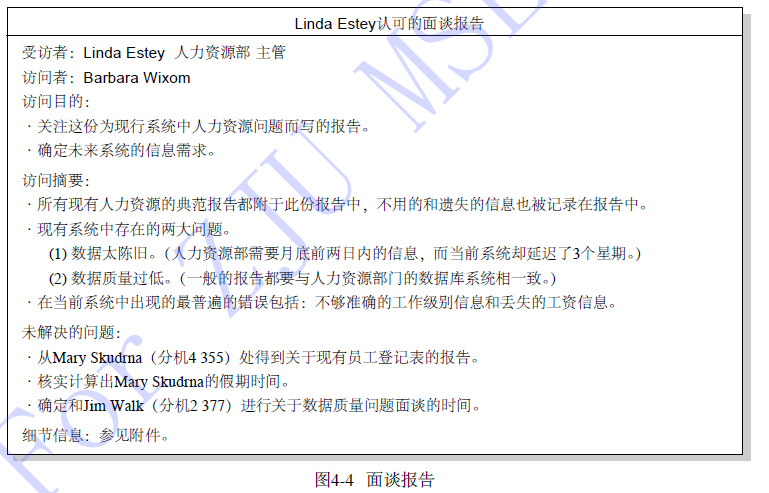 Linda Estey认可的面谈报告
受访者：Linda Estey 人力资源部 主管
访问者：Barbara Wixom
访问目的：
·关注这份为现行系统中人力资源问题而写的报告。
·确定未来系统的信息需求。
访问摘要：
·所有现有人力资源的典范报告都附于此份报告中，不用的和遗失的信息也被记录在报告中。
·现有系统中存在的两大问题。
(1) 数据太陈旧。（人力资源部需要月底前两日内的信息，而当前系统却延迟了3个星期。）
(2) 数据质量过低。（一般的报告都要与人力资源部门的数据库系统相一致。）
·在当前系统中出现的最普遍的错误包括：不够准确的工作级别信息和丢失的工资信息。
未解决的问题：
·从Mary Skudrna（分机4 355）处得到关于现有员工登记表的报告。
·核实计算出Mary Skudrna的假期时间。
·确定和Jim Walk（分机2 377）进行关于数据质量问题面谈的时间。
细节信息：参见附件。
图4-4 面谈报告
For ZJU MSE